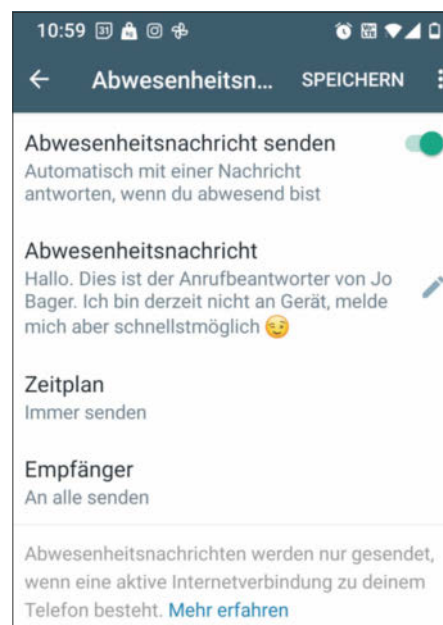 10:59
Abwesenheitsn... SPEICHERN
Abwesenheitsnachricht senden
Automatisch mit einer Nachricht
antworten, wenn du abwesend bist
Abwesenheitsnachricht
Hallo. Dies ist der Anrufbeantworter von Jo
Bager. Ich bin derzeit nicht an Gerät, melde
mich aber schnellstmöglich 😉
Zeitplan
Immer senden
Empfänger
An alle senden
Abwesenheitsnachrichten werden nur gesendet,
wenn eine aktive Internetverbindung zu deinem
Telefon besteht. Mehr erfahren